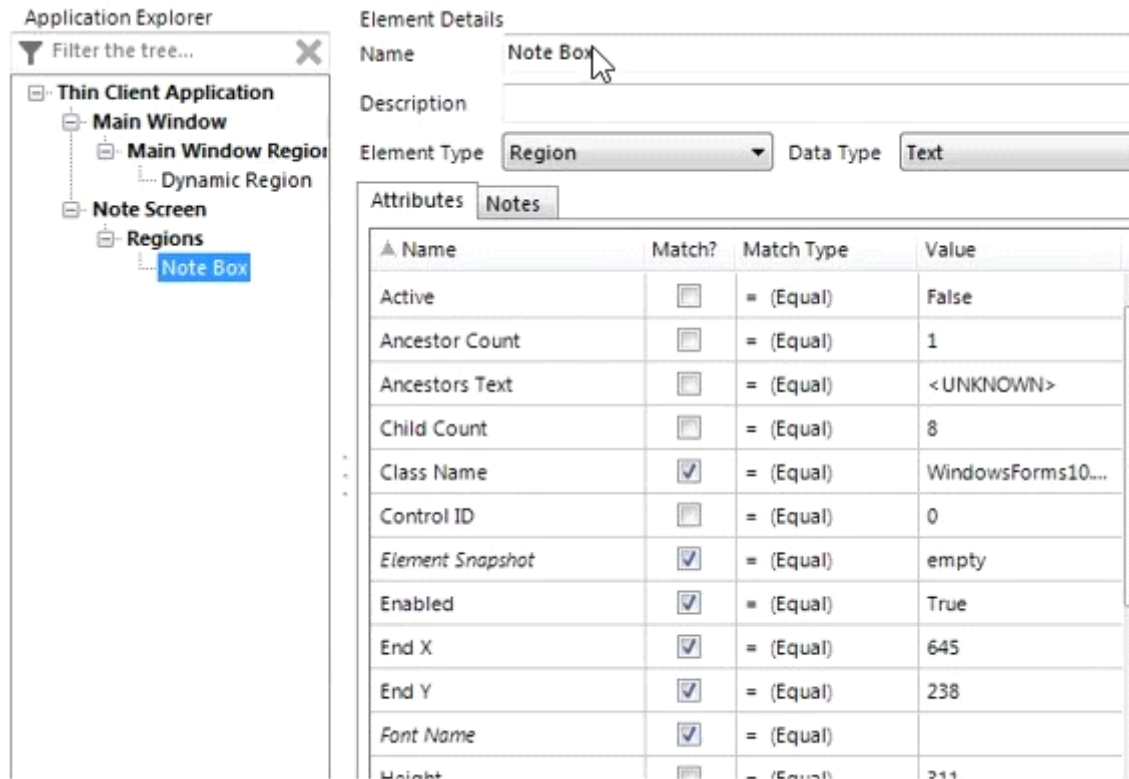 Application Explorer
Filter the tree...
Thin Client Application
Main Window
Main Window Region
Dynamic Region
Note Screen
Regions
Note Box
Element Details
Name Note Box
Description
Element Type Region Data Type Text
Attributes Notes
Name Match? Match Type Value
Active = (Equal) False
Ancestor Count = (Equal) 1
Ancestors Text = (Equal) <UNKNOWN>
Child Count = (Equal) 8
Class Name = (Equal) WindowsForms10....
Control ID = (Equal) 0
Element Snapshot = (Equal) empty
Enabled = (Equal) True
End X = (Equal) 645
End Y = (Equal) 238
Font Name = (Equal)
Height = (Equal) 311